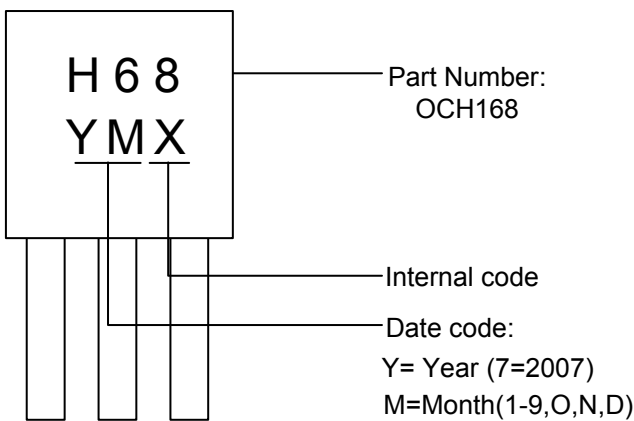 H 6 8
Y M X
Part Number:
OCH168
Internal code
Date code:
Y= Year (7=2007)
M=Month(1-9,O,N,D)